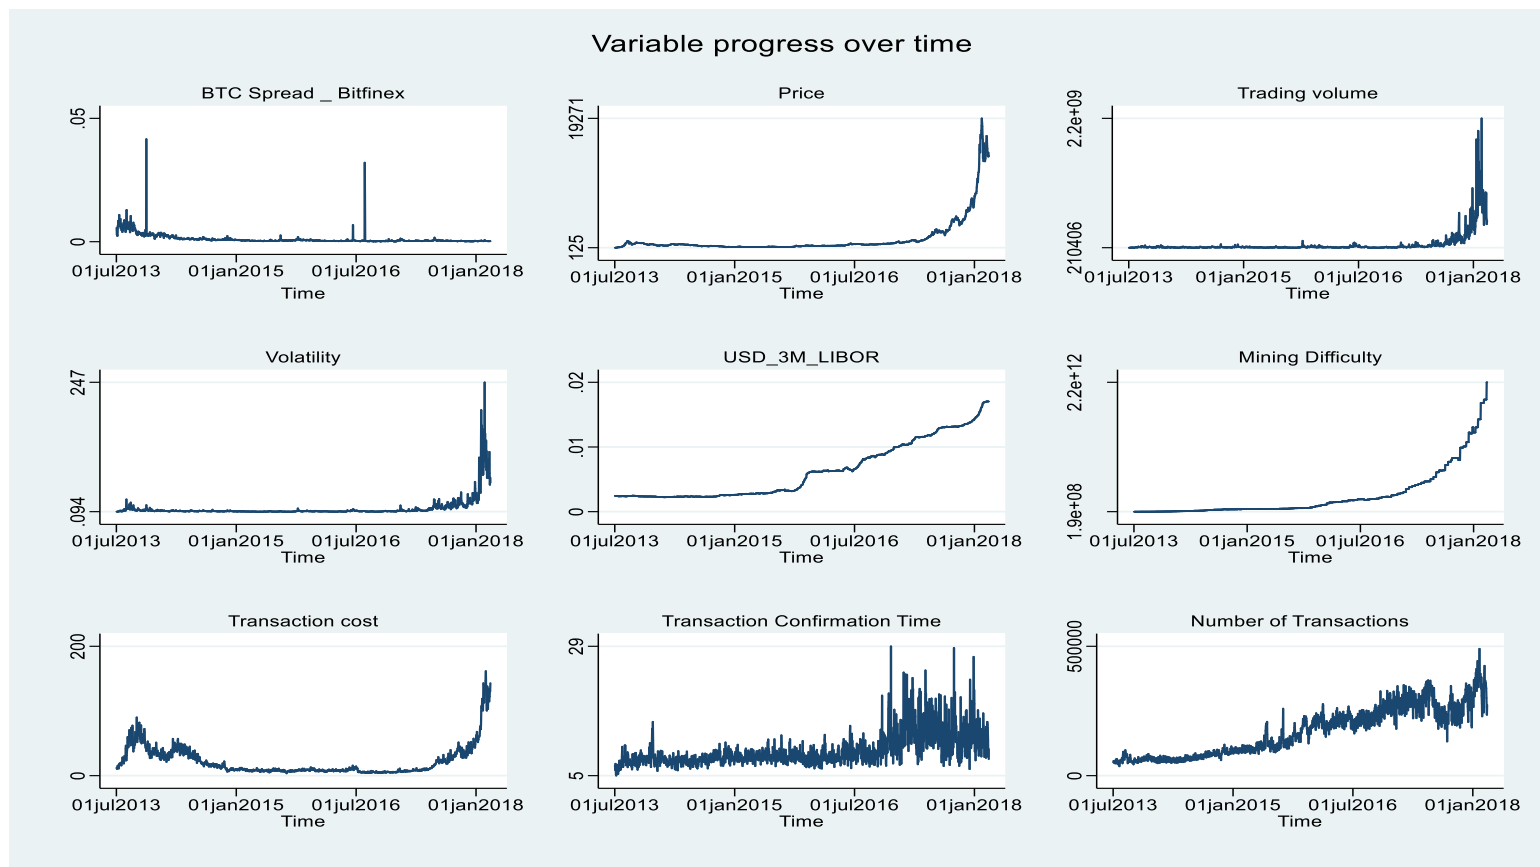 Variable progress over time
BTC Spread _ Bitfinex
.05
0
01jul2013 01jan2015 01jul2016 01jan2018
Time
Price
19271
125
01jul2013 01jan2015 01jul2016 01jan2018
Time
Trading volume
2.2e+09
210406
01jul2013 01jan2015 01jul2016 01jan2018
Time
Volatility
247
.094
01jul2013 01jan2015 01jul2016 01jan2018
Time
USD_3M_LIBOR
.02
.01
0
01jul2013 01jan2015 01jul2016 01jan2018
Time
Mining Difficulty
2.2e+12
1.9e+08
01jul2013 01jan2015 01jul2016 01jan2018
Time
Transaction cost
200
0
01jul2013 01jan2015 01jul2016 01jan2018
Time
Transaction Confirmation Time
29
5
01jul2013 01jan2015 01jul2016 01jan2018
Time
Number of Transactions
500000
0
01jul2013 01jan2015 01jul2016 01jan2018
Time